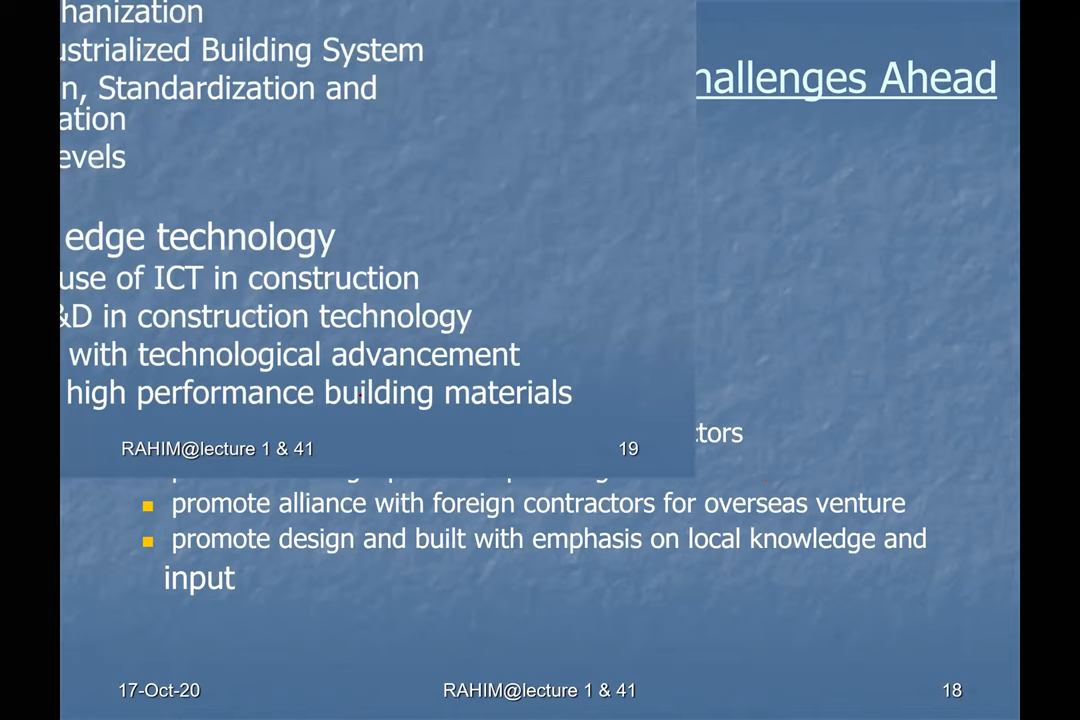 hanization
ustrialized Building System
n, Standardization and
ation
evels
edge technology
use of ICT in construction
&D in construction technology
with technological advancement
high performance building materials
RAHIM@lecture 1 & 41
19
hallenges Ahead
ctors
promote alliance with foreign contractors for overseas venture
promote design and built with emphasis on local knowledge and
input
17-Oct-20
RAHIM@lecture 1 & 41
18